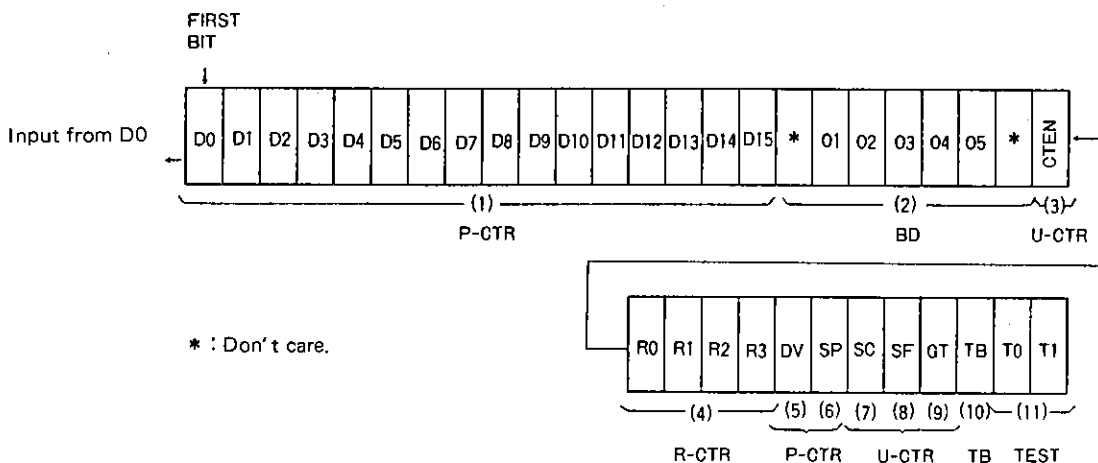 FIRST
BIT
↓
Input from D0 ← D0 D1 D2 D3 D4 D5 D6 D7 D8 D9 D10 D11 D12 D13 D14 D15 * O1 O2 O3 O4 O5 * CTEN ←
(1) (2) (3)
P-CTR BD U-CTR
* : Don't care.
R0 R1 R2 R3 DV SP SC SF GT TB T0 T1
(4) (5) (6) (7) (8) (9) (10) (11)
R-CTR P-CTR U-CTR TB TEST